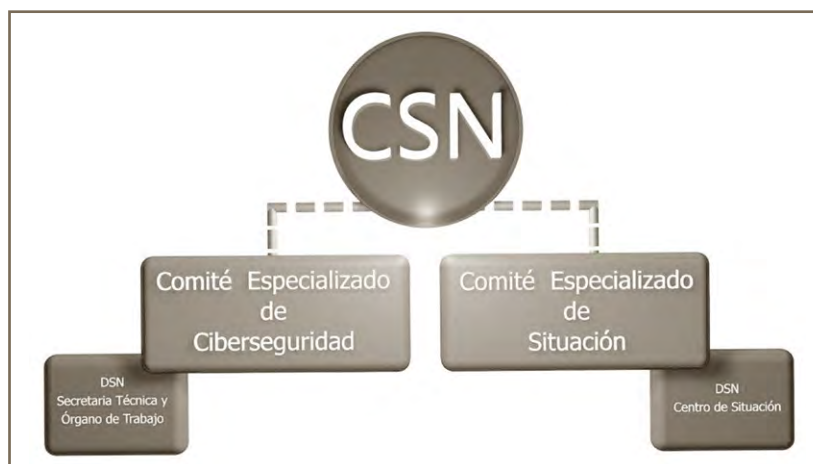 CSN
Comité Especializado
de
Ciberseguridad
Comité Especializado
de
Situación
DSN
Secretaria Técnica y
Órgano de Trabajo
DSN
Centro de Situación